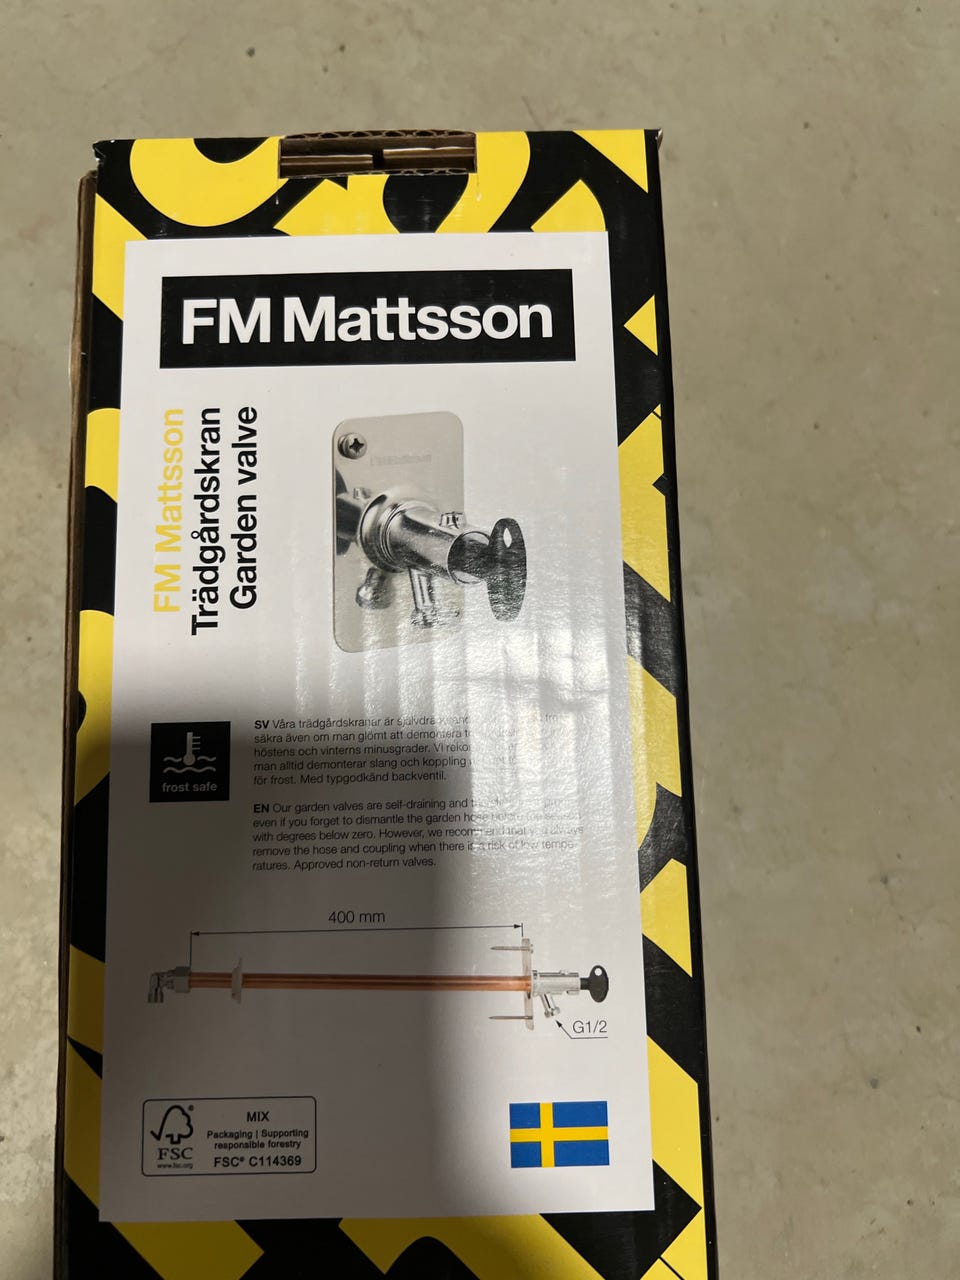 FM Mattsson
FM Mattsson
Trädgårdskran
Garden valve
frost safe
SV Våra trädgårdskranar är
säkra även om man glömt att demontera
höstens och vinterns minusgrader. Vi
man alltid demonterar slang och koppling
för frost. Med typgodkänd backventil.
EN Our garden valves are self-draining and
even if you forget to dismantle the garden hose before the
with degrees below zero. However, we recommend that you always
remove the hose and coupling when there is a risk of low tempe-
ratures. Approved non-return valves.
400 mm
G1/2
FSC
www.fsc.org
MIX
Packaging | Supporting
responsible forestry
FSC® C114369